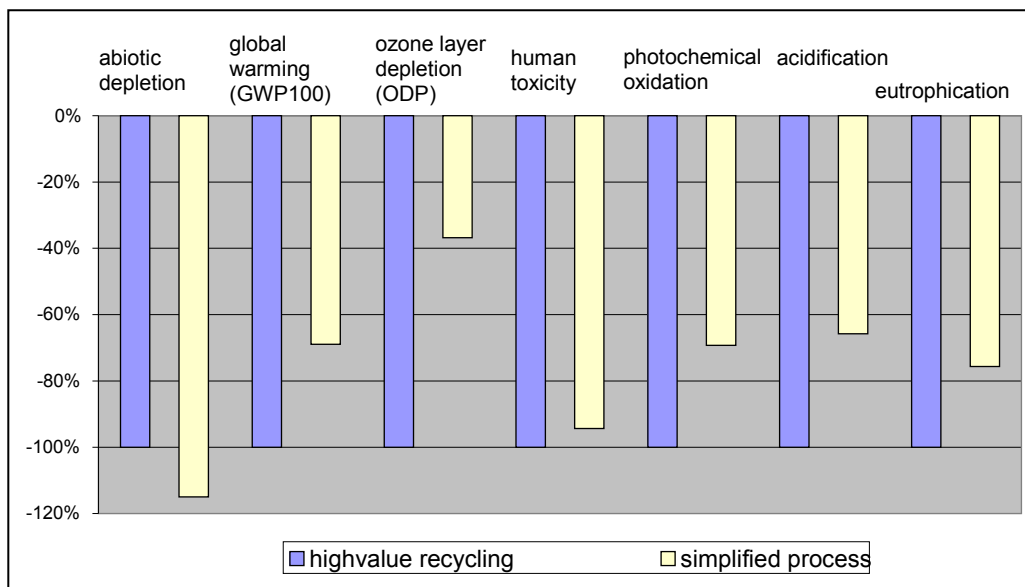 abiotic
depletion
global
warming
(GWP100)
ozone layer
depletion
(ODP)
human
toxicity
photochemical
oxidation
acidification
eutrophication
0%
-20%
-40%
-60%
-80%
-100%
-120%
highvalue recycling
simplified process